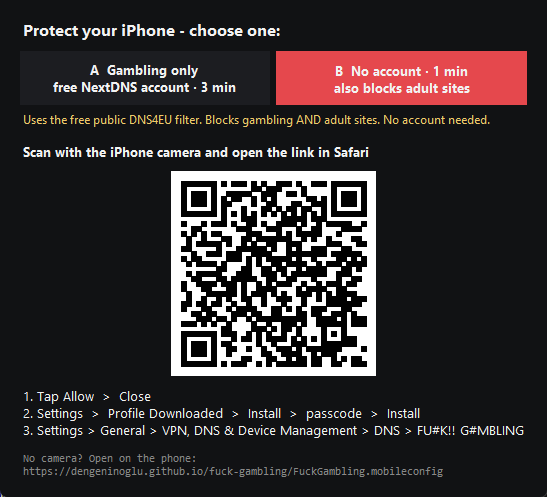 Protect your iPhone - choose one:
A Gambling only
free NextDNS account · 3 min
B No account · 1 min
also blocks adult sites
Uses the free public DNS4EU filter. Blocks gambling AND adult sites. No account needed.
Scan with the iPhone camera and open the link in Safari
1. Tap Allow > Close
2. Settings > Profile Downloaded > Install > passcode > Install
3. Settings > General > VPN, DNS & Device Management > DNS > FU#K!! G#MBLING
No camera? Open on the phone:
https://dengeninoglu.github.io/fuck-gambling/FuckGambling.mobileconfig